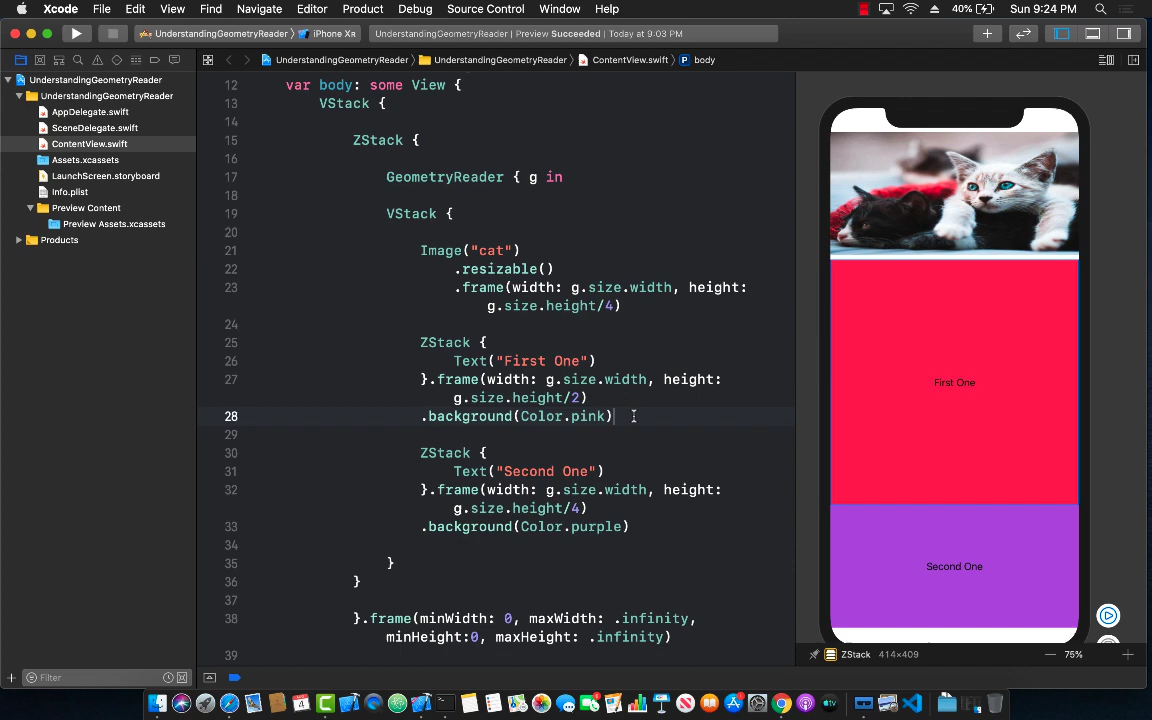 Xcode File Edit View Find Navigate Editor Product Debug Source Control Window Help 40% Sun 9:24 PM
UnderstandingGeometryReader iPhone Xʀ UnderstandingGeometryReader | Preview Succeeded | Today at 9:03 PM
UnderstandingGeometryReader UnderstandingGeometryReader ContentView.swift P body
UnderstandingGeometryReader
UnderstandingGeometryReader
AppDelegate.swift
SceneDelegate.swift
ContentView.swift
Assets.xcassets
LaunchScreen.storyboard
Info.plist
Preview Content
Preview Assets.xcassets
Products
12 var body: some View {
13 VStack {
14
15 ZStack {
16
17 GeometryReader { g in
18
19 VStack {
20
21 Image("cat")
22 .resizable()
23 .frame(width: g.size.width, height:
g.size.height/4)
24
25 ZStack {
26 Text("First One")
27 }.frame(width: g.size.width, height:
g.size.height/2)
28 .background(Color.pink)
29
30 ZStack {
31 Text("Second One")
32 }.frame(width: g.size.width, height:
g.size.height/4)
33 .background(Color.purple)
34
35 }
36 }
37
38 }.frame(minWidth: 0, maxWidth: .infinity,
minHeight:0, maxHeight: .infinity)
39
First One
Second One
ZStack 414×409 75%
Filter